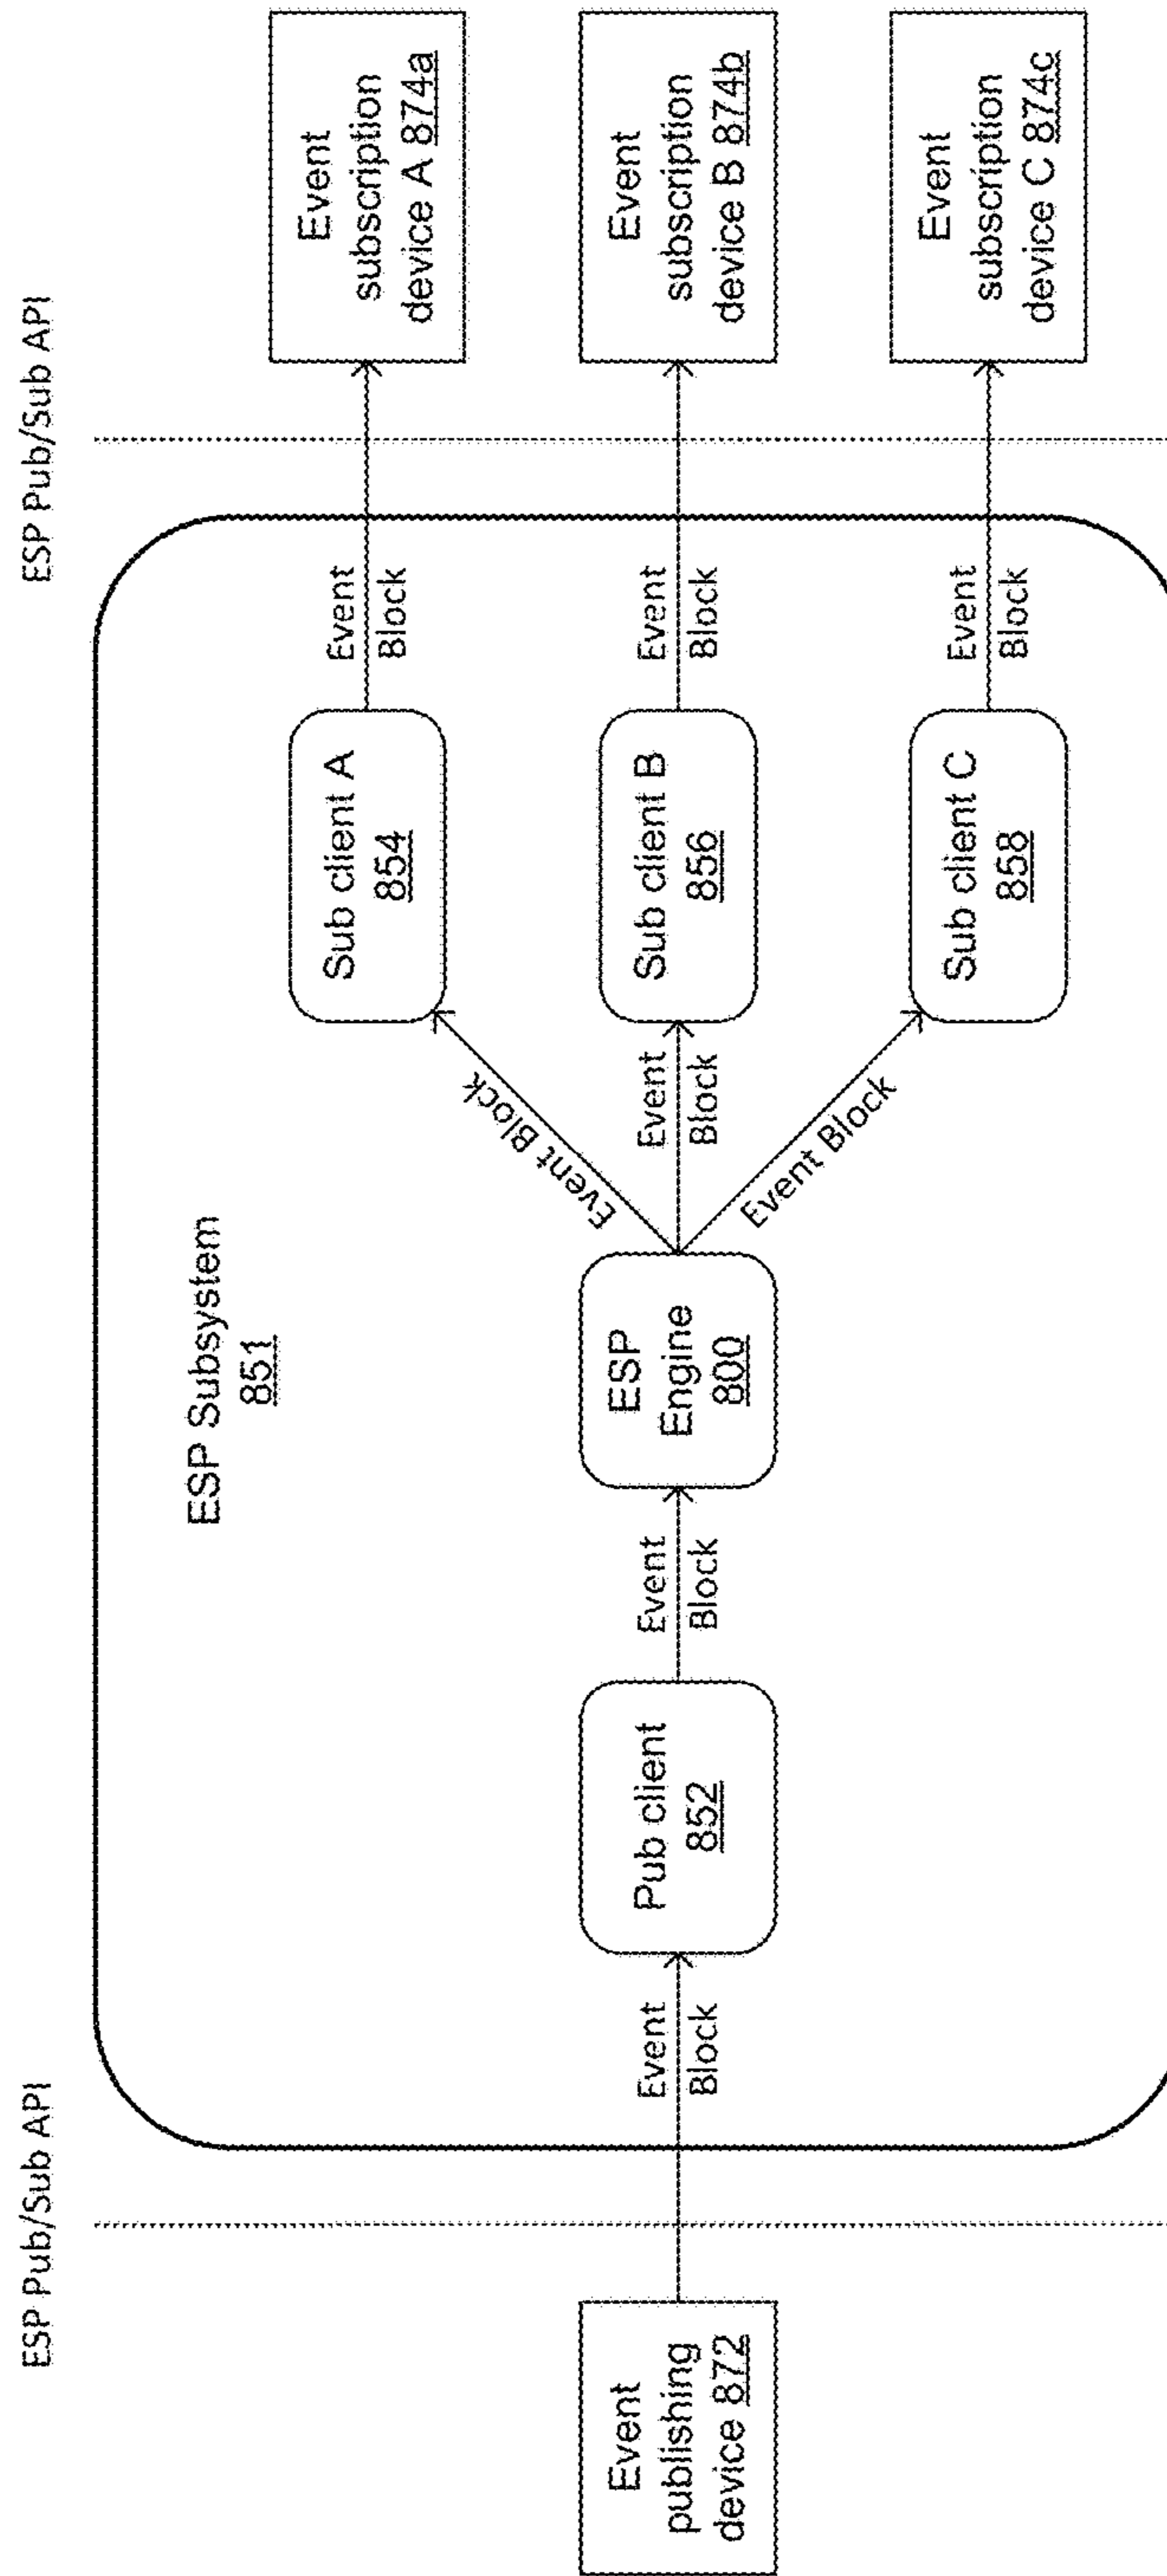 ESP Pub/Sub API
ESP Pub/Sub API
ESP Subsystem
851
Event
publishing
device 872
Event
Block
Pub client
852
Event
Block
ESP
Engine
800
Event Block
Event
Block
Event Block
Sub client A
854
Sub client B
856
Sub client C
858
Event
Block
Event
Block
Event
Block
Event
subscription
device A 874a
Event
subscription
device B 874b
Event
subscription
device C 874c